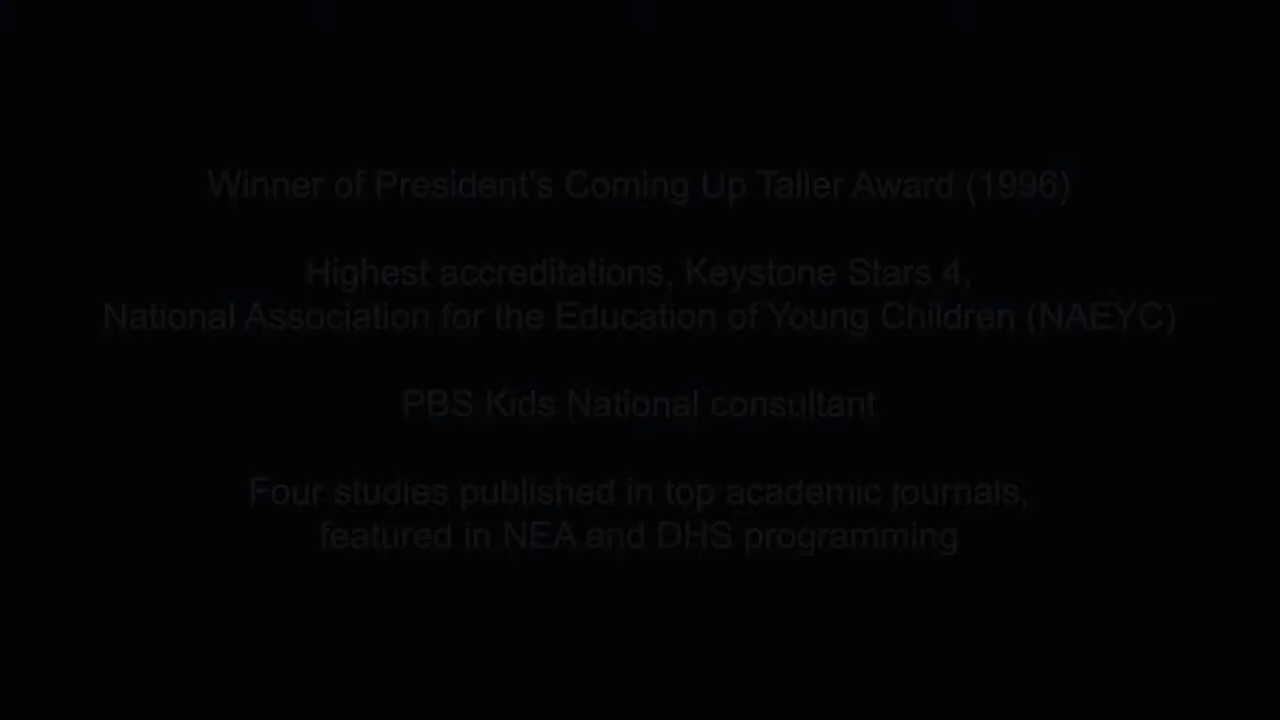 Winner of President's Coming Up Taller Award (1996)
Highest accreditations, Keystone Stars 4,
National Association for the Education of Young Children (NAEYC)
PBS Kids National consultant
Four studies published in top academic journals,
featured in NEA and DHS programming